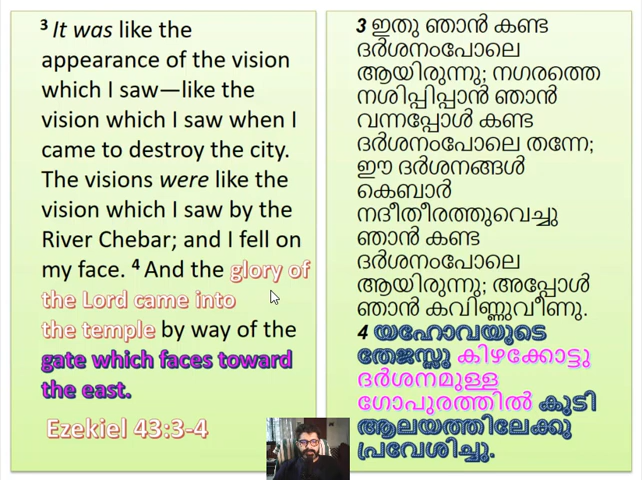 ³ It was like the
appearance of the vision
which I saw—like the
vision which I saw when I
came to destroy the city.
The visions were like the
vision which I saw by the
River Chebar; and I fell on
my face. ⁴ And the glory of
the Lord came into
the temple by way of the
gate which faces toward
the east.
Ezekiel 43:3-4
3 ഇതു ഞാൻ കണ്ട
ദർശനംപോലെ
ആയിരുന്നു; നഗരത്തെ
നശിപ്പിപ്പാൻ ഞാൻ
വന്നപ്പോൾ കണ്ട
ദർശനംപോലെ തന്നേ;
ഈ ദർശനങ്ങൾ
കെബാർ
നദീതീരത്തുവെച്ചു
ഞാൻ കണ്ട
ദർശനംപോലെ
ആയിരുന്നു; അപ്പോൾ
ഞാൻ കവിണ്ണുവീണു.
4 യഹോവയുടെ
തേജസ്സു കിഴക്കോട്ടു
ദർശനമുള്ള
ഗോപുരത്തിൽ കൂടി
ആലയത്തിലേക്കു
പ്രവേശിച്ചു.